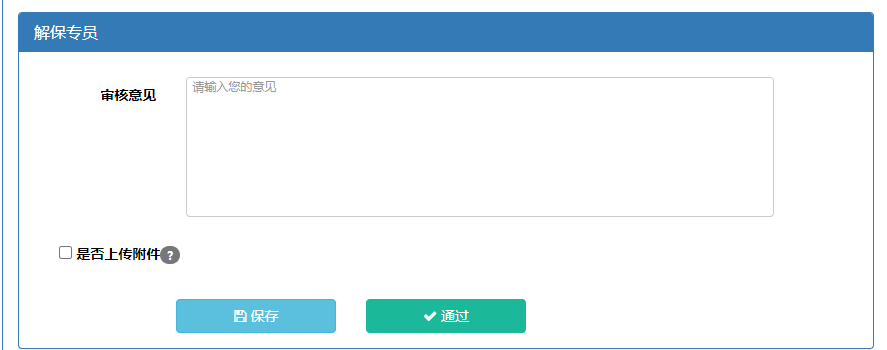 解保专员
审核意见
请输入您的意见
是否上传附件?
保存
通过